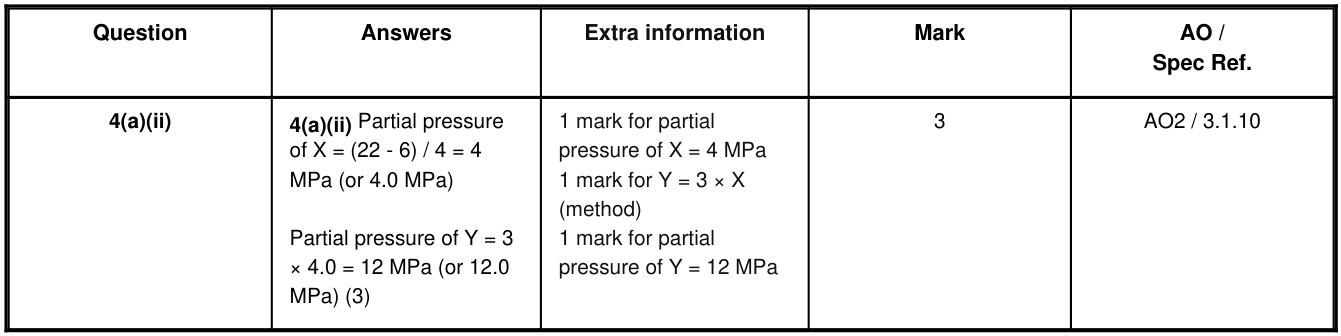 Question
Answers
Extra information
Mark
AO /
Spec Ref.
4(a)(ii)
4(a)(ii) Partial pressure
of X = (22 - 6) / 4 = 4
MPa (or 4.0 MPa)
Partial pressure of Y = 3
× 4.0 = 12 MPa (or 12.0
MPa) (3)
1 mark for partial
pressure of X = 4 MPa
1 mark for Y = 3 × X
(method)
1 mark for partial
pressure of Y = 12 MPa
3
AO2 / 3.1.10